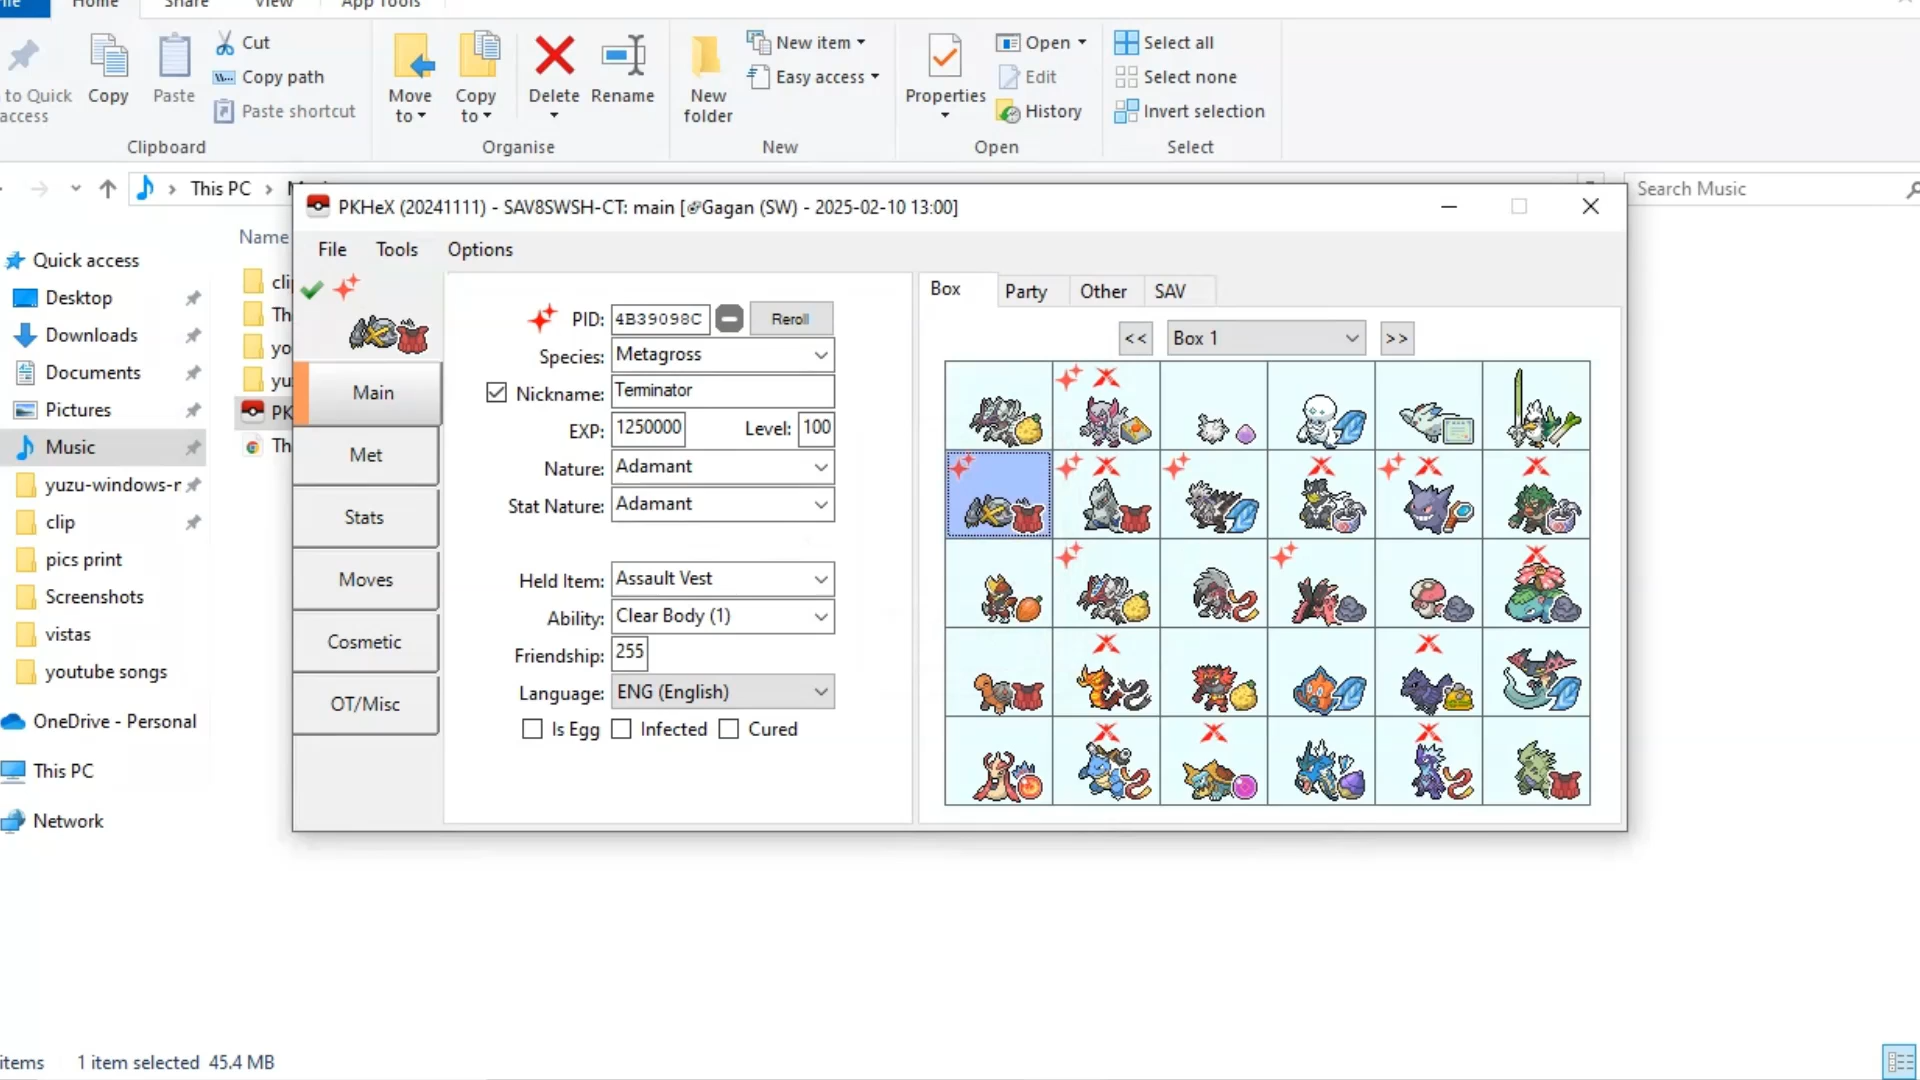 Home
Share
View
App Tools
to Quick
access
Copy
Paste
Cut
Copy path
Paste shortcut
Clipboard
Move
to
Copy
to
Delete
Rename
Organise
New
folder
New item
Easy access
New
Properties
Open
Edit
History
Open
Select all
Select none
Invert selection
Select
This PC
Search Music
Name
Quick access
Desktop
Downloads
Documents
Pictures
Music
yuzu-windows-r
clip
pics print
Screenshots
vistas
youtube songs
OneDrive - Personal
This PC
Network
cli
Th
yo
yu
PK
Th
PKHeX (20241111) - SAV8SWSH-CT: main [Gagan (SW) - 2025-02-10 13:00]
File Tools Options
Main
Met
Stats
Moves
Cosmetic
OT/Misc
PID: 4B39098C Reroll
Species: Metagross
Nickname: Terminator
EXP: 1250000 Level: 100
Nature: Adamant
Stat Nature: Adamant
Held Item: Assault Vest
Ability: Clear Body (1)
Friendship: 255
Language: ENG (English)
Is Egg Infected Cured
Box Party Other SAV
<< Box 1 >>
items 1 item selected 45.4 MB